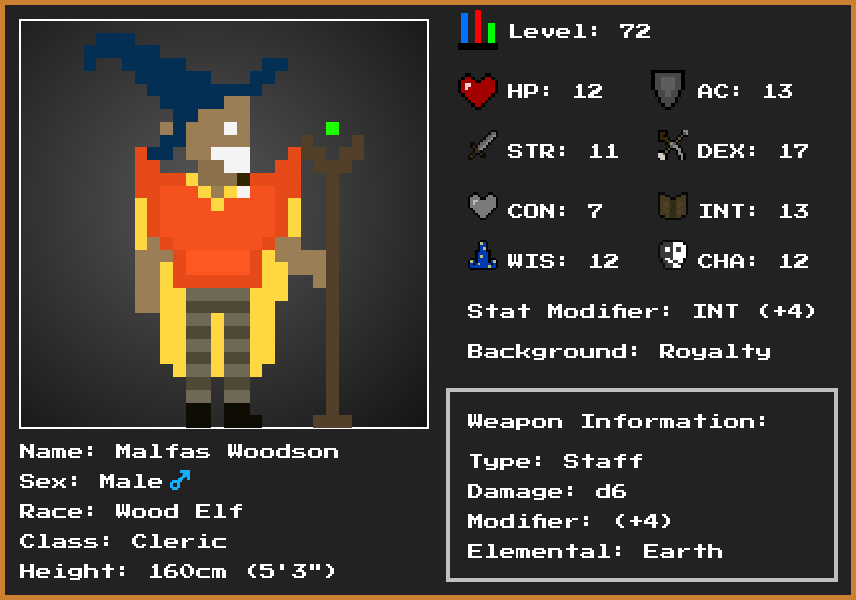 Level: 72
HP: 12 AC: 13
STR: 11 DEX: 17
CON: 7 INT: 13
WIS: 12 CHA: 12
Stat Modifier: INT (+4)
Background: Royalty
Weapon Information:
Type: Staff
Damage: d6
Modifier: (+4)
Elemental: Earth
Name: Malfas Woodson
Sex: Male ♂
Race: Wood Elf
Class: Cleric
Height: 160cm (5'3")